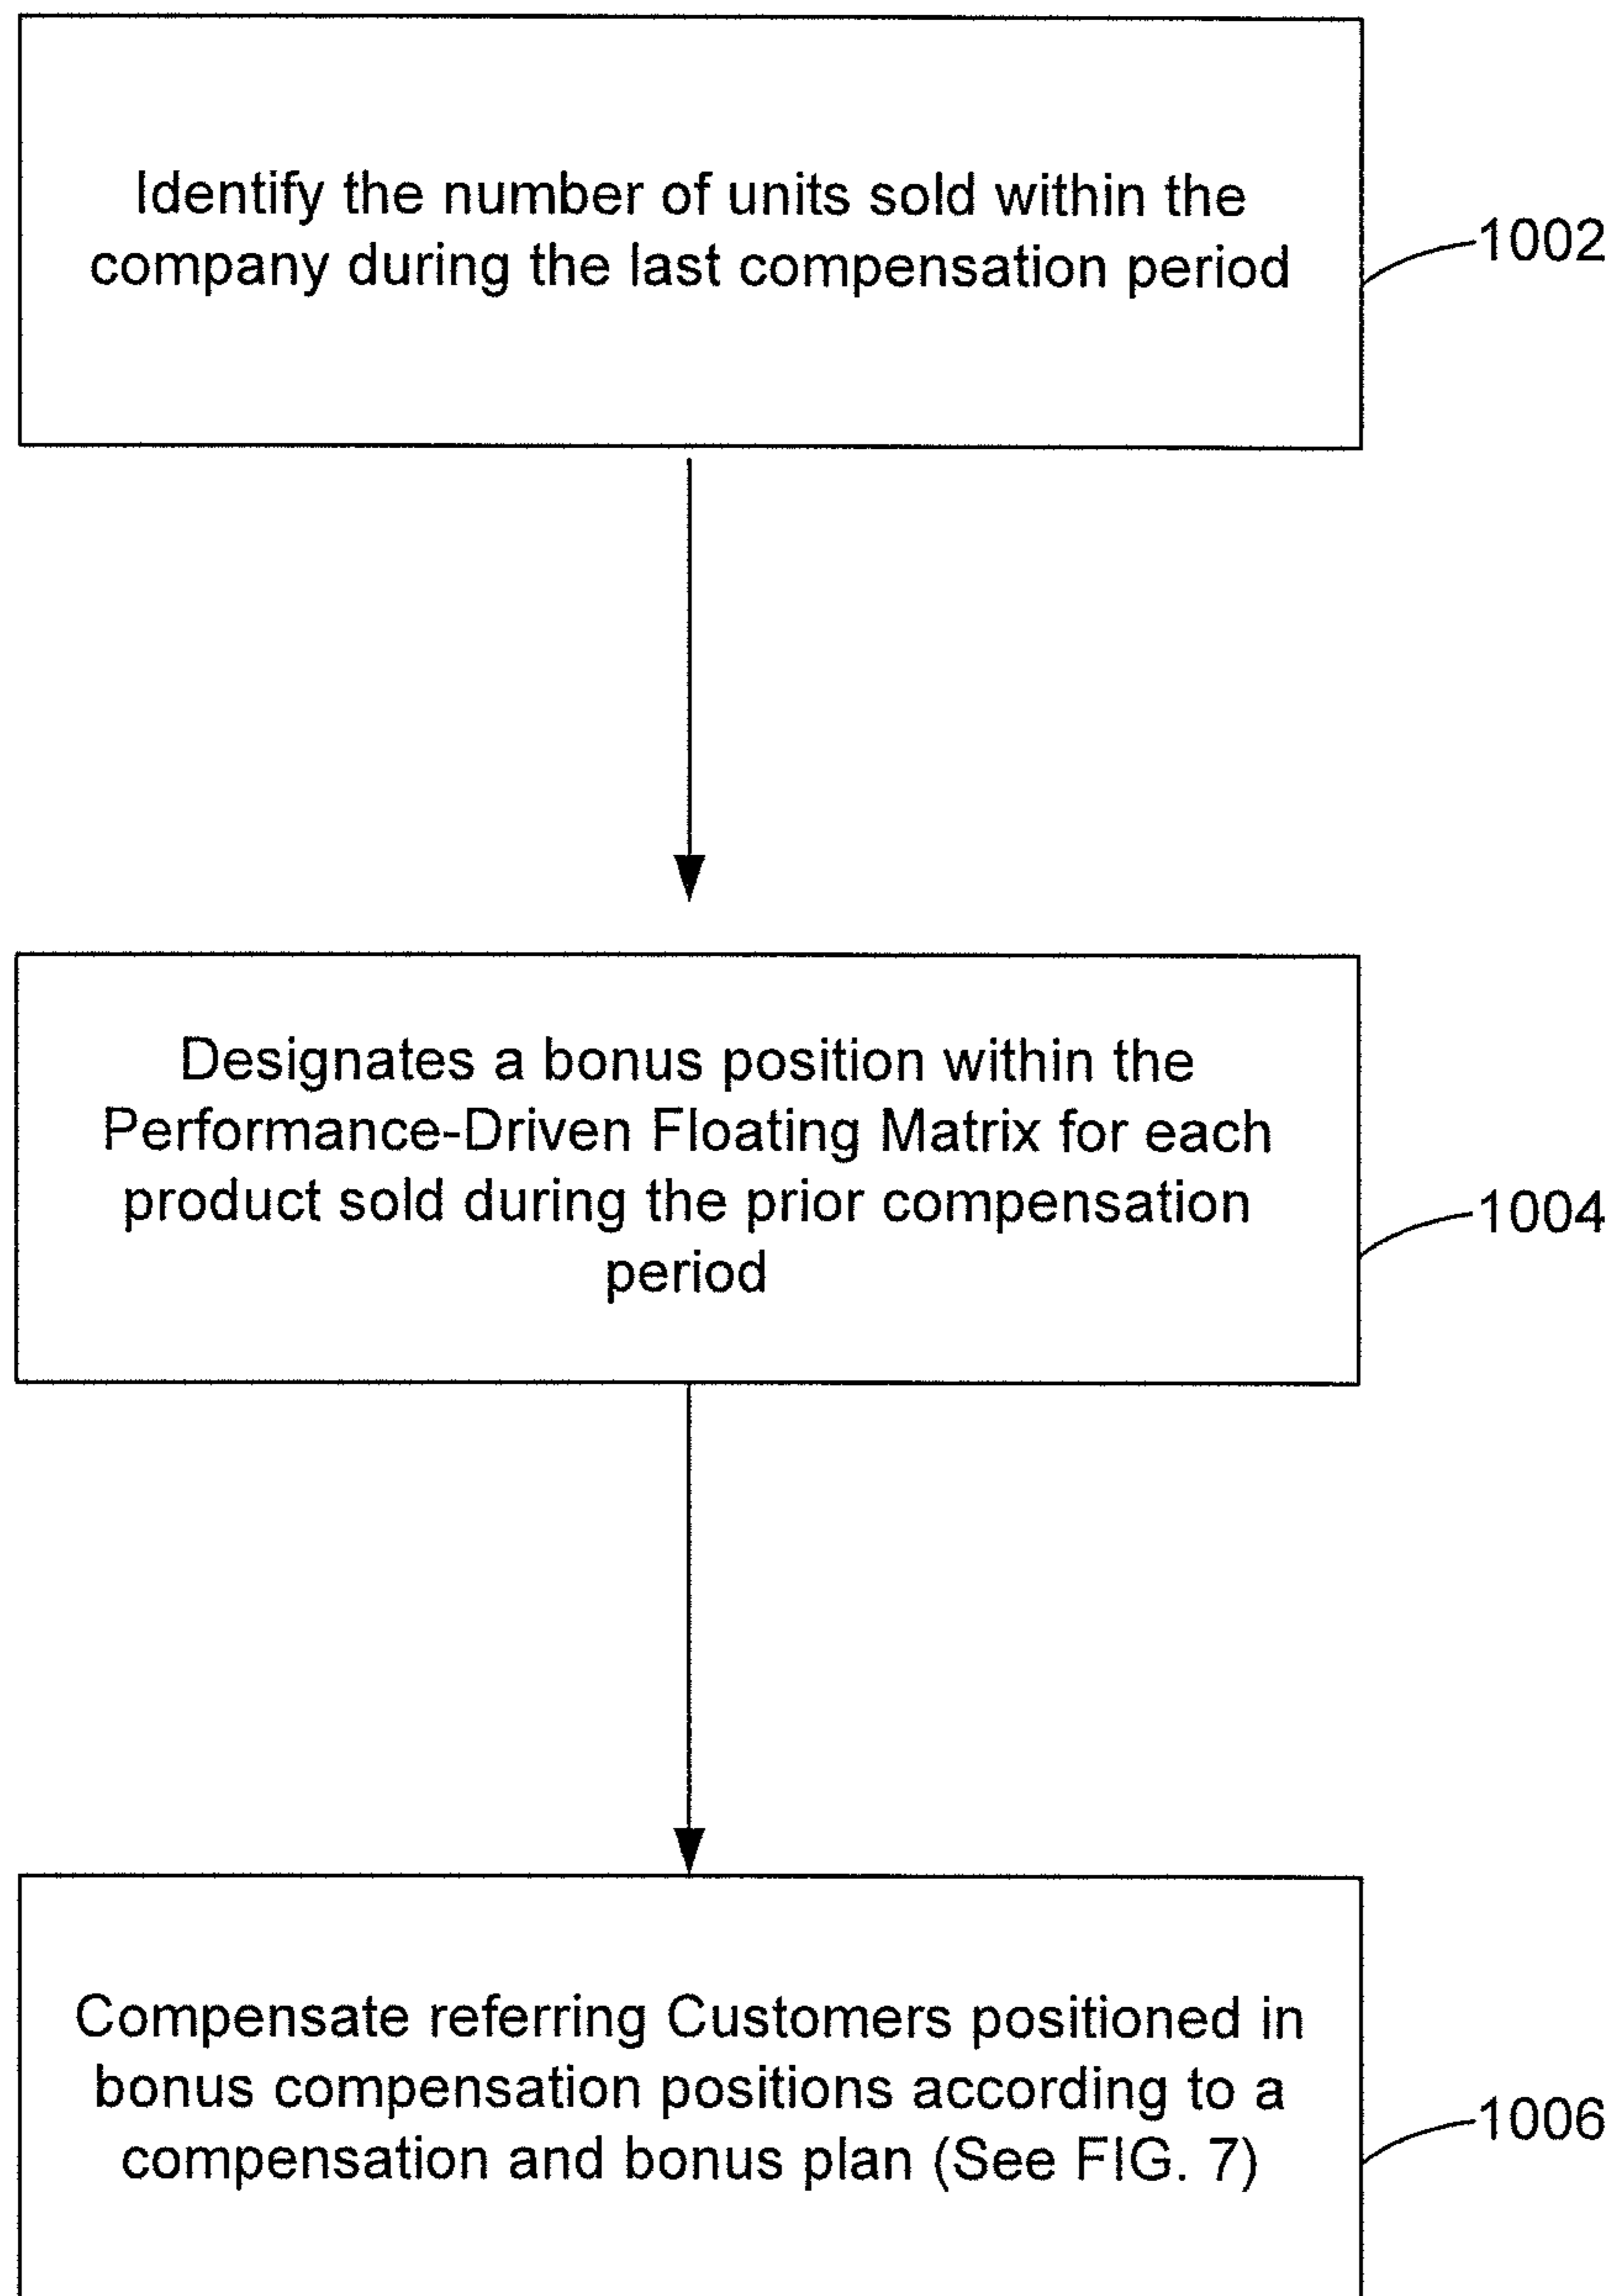 Identify the number of units sold within the
company during the last compensation period
1002
Designates a bonus position within the
Performance-Driven Floating Matrix for each
product sold during the prior compensation
period
1004
Compensate referring Customers positioned in
bonus compensation positions according to a
compensation and bonus plan (See FIG. 7)
1006